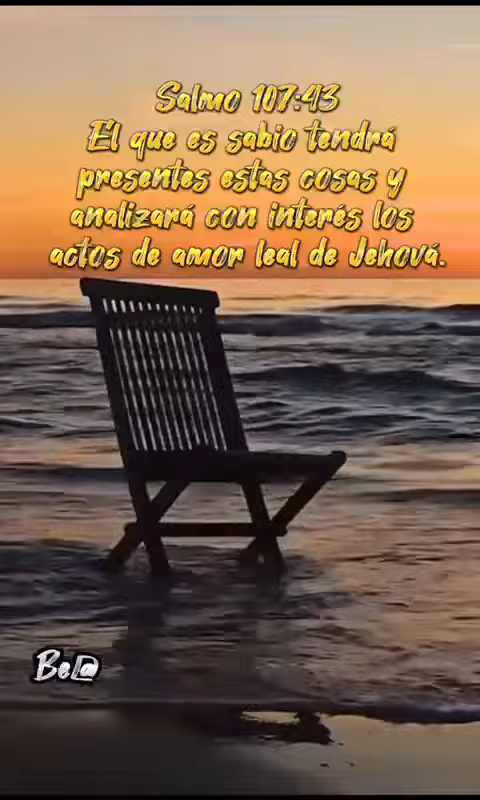 Salmo 107:43
El que es sabio tendrá
presentes estas cosas y
analizará con interés los
actos de amor leal de Jehová.
Bel@